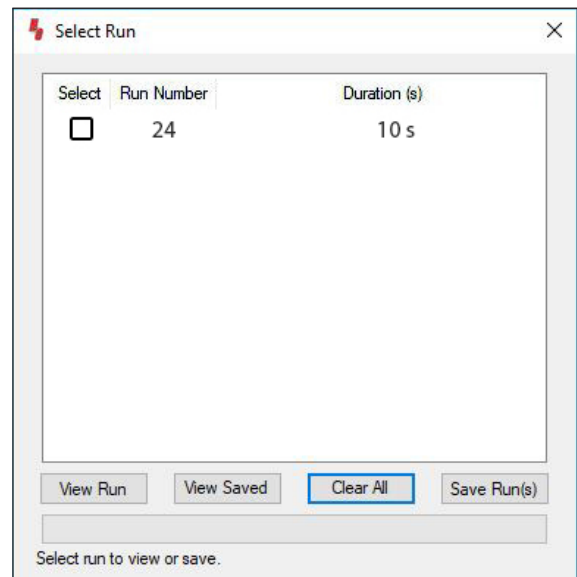 Select Run
Select Run Number Duration (s)
24 10 s
View Run View Saved Clear All Save Run(s)
Select run to view or save.